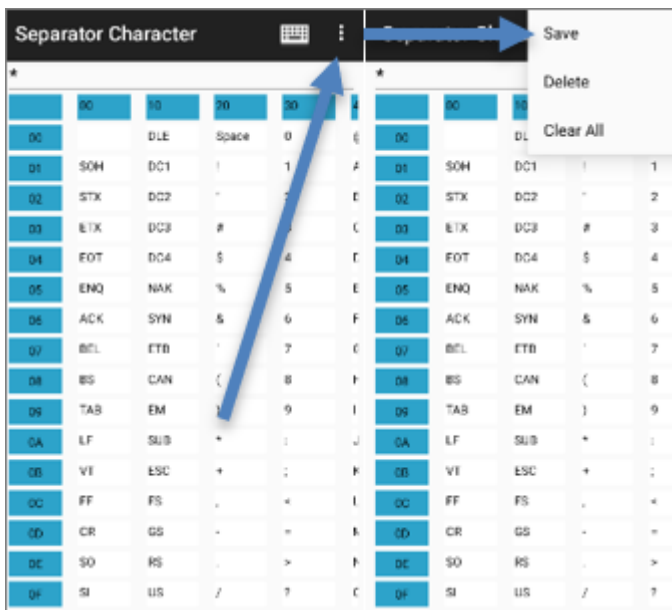 Separator Character
*
00 10 20 30
00 DLE Space 0
01 SOH DC1 ! 1
02 STX DC2 "
03 ETX DC3 #
04 EOT DC4 $ 4
05 ENQ NAK % 5
06 ACK SYN & 6
07 BEL ETB ' 7
08 BS CAN ( 8
09 TAB EM ) 9
0A LF SUB * :
0B VT ESC + ;
0C FF FS , <
0D CR GS - =
0E SO RS . >
0F SI US / ?
Save
Delete
Clear All
*
00 10
00
01 SOH DC1 ! 1
02 STX DC2 " 2
03 ETX DC3 # 3
04 EOT DC4 $ 4
05 ENQ NAK % 5
06 ACK SYN & 6
07 BEL ETB ' 7
08 BS CAN ( 8
09 TAB EM ) 9
0A LF SUB * :
0B VT ESC + ;
0C FF FS , <
0D CR GS - =
0E SO RS . >
0F SI US / ?